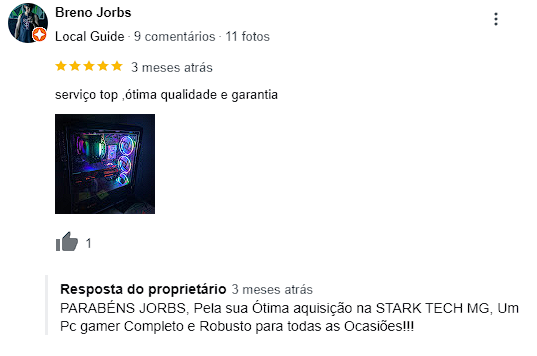 Breno Jorbs
Local Guide · 9 comentários · 11 fotos
3 meses atrás
serviço top ,ótima qualidade e garantia
1
Resposta do proprietário 3 meses atrás
PARABÉNS JORBS, Pela sua Ótima aquisição na STARK TECH MG, Um
Pc gamer Completo e Robusto para todas as Ocasiões!!!